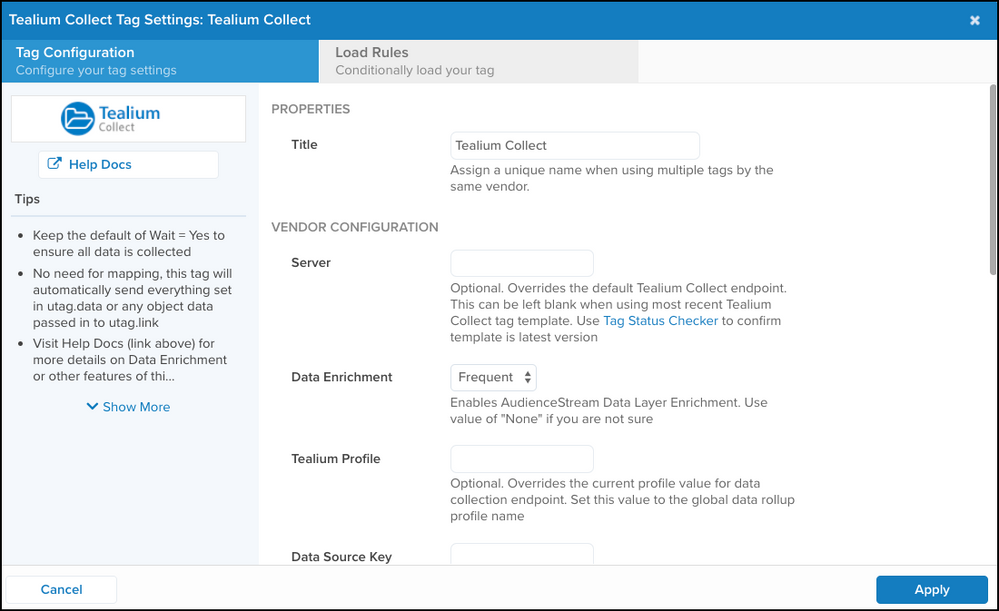 Tealium Collect Tag Settings: Tealium Collect
Tag Configuration
Configure your tag settings
Load Rules
Conditionally load your tag
Tealium
Collect
Help Docs
Tips
Keep the default of Wait = Yes to
ensure all data is collected
No need for mapping, this tag will
automatically send everything set
in utag.data or any object data
passed in to utag.link
Visit Help Docs (link above) for
more details on Data Enrichment
or other features of thi...
Show More
PROPERTIES
Title
Tealium Collect
Assign a unique name when using multiple tags by the
same vendor.
VENDOR CONFIGURATION
Server
Optional. Overrides the default Tealium Collect endpoint.
This can be left blank when using most recent Tealium
Collect tag template. Use Tag Status Checker to confirm
template is latest version
Data Enrichment
Frequent
Enables AudienceStream Data Layer Enrichment. Use
value of "None" if you are not sure
Tealium Profile
Optional. Overrides the current profile value for data
collection endpoint. Set this value to the global data rollup
profile name
Data Source Key
Cancel
Apply